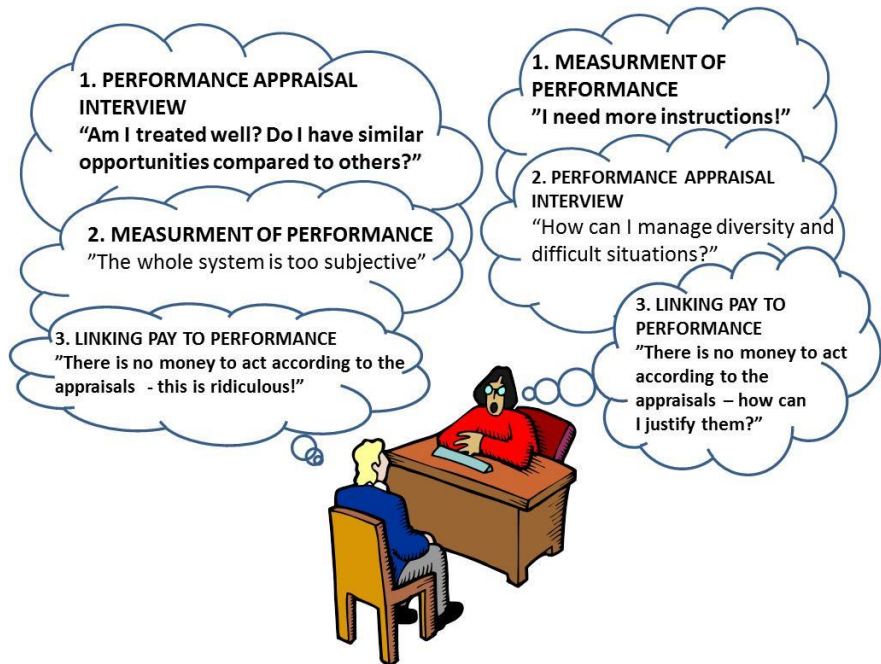 1. PERFORMANCE APPRAISAL
INTERVIEW
“Am I treated well? Do I have similar
opportunities compared to others?”
2. MEASURMENT OF PERFORMANCE
”The whole system is too subjective”
3. LINKING PAY TO PERFORMANCE
”There is no money to act according to the
appraisals - this is ridiculous!”
1. MEASURMENT OF
PERFORMANCE
”I need more instructions!”
2. PERFORMANCE APPRAISAL
INTERVIEW
“How can I manage diversity and
difficult situations?”
3. LINKING PAY TO
PERFORMANCE
”There is no money to act
according to the
appraisals – how can
I justify them?”